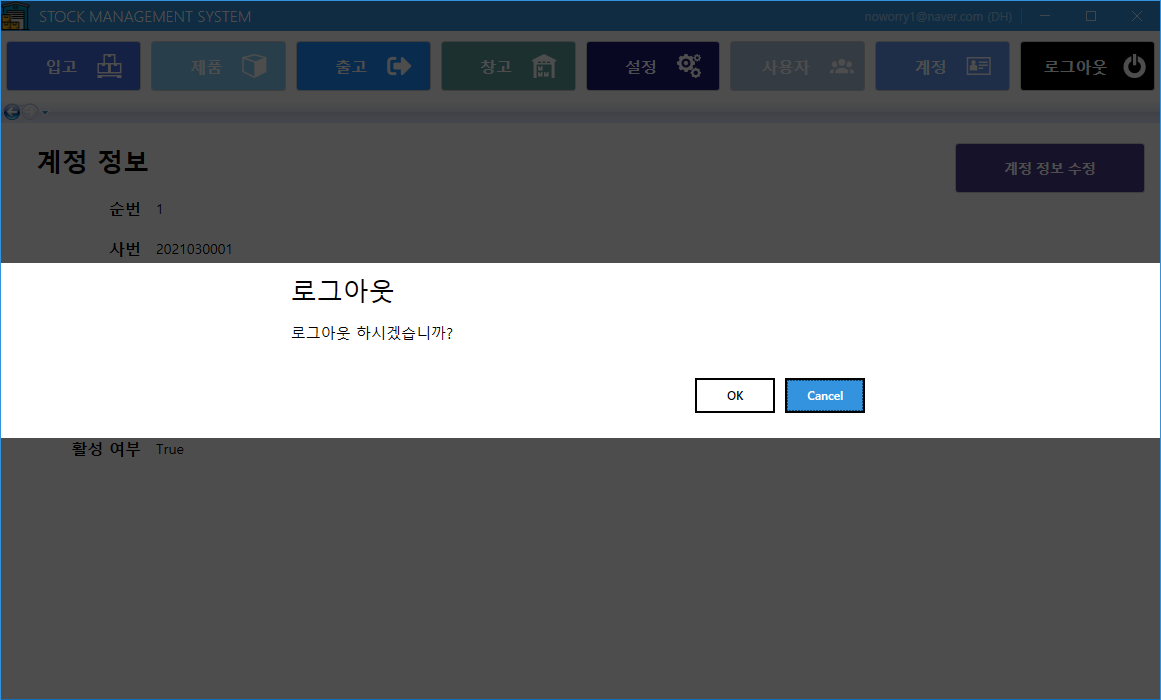 STOCK MANAGEMENT SYSTEM
noworry1@naver.com (DH)
입고
제품
출고
창고
설정
사용자
계정
로그아웃
계정 정보
계정 정보 수정
순번 1
사번 2021030001
로그아웃
로그아웃 하시겠습니까?
OK
Cancel
활성 여부 True